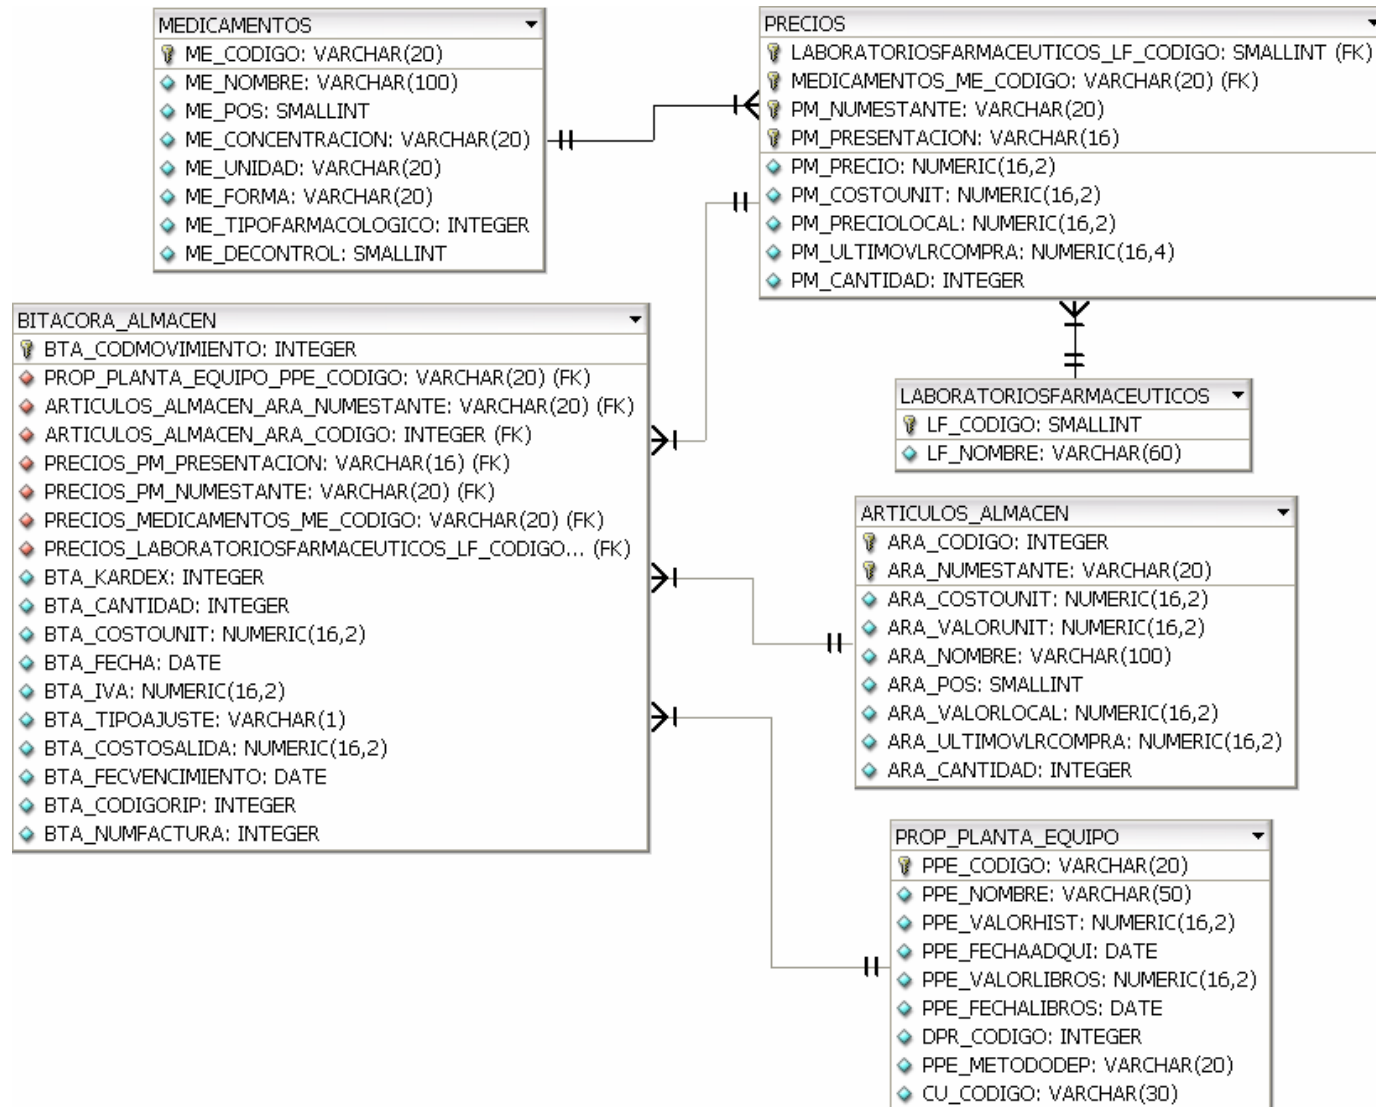 MEDICAMENTOS
ME_CODIGO: VARCHAR(20)
ME_NOMBRE: VARCHAR(100)
ME_POS: SMALLINT
ME_CONCENTRACION: VARCHAR(20)
ME_UNIDAD: VARCHAR(20)
ME_FORMA: VARCHAR(20)
ME_TIPOFARMACOLOGICO: INTEGER
ME_DECONTROL: SMALLINT
PRECIOS
LABORATORIOSFARMACEUTICOS_LF_CODIGO: SMALLINT (FK)
MEDICAMENTOS_ME_CODIGO: VARCHAR(20) (FK)
PM_NUMESTANTE: VARCHAR(20)
PM_PRESENTACION: VARCHAR(16)
PM_PRECIO: NUMERIC(16,2)
PM_COSTOUNIT: NUMERIC(16,2)
PM_PRECIOLOCAL: NUMERIC(16,2)
PM_ULTIMOVLRCOMPRA: NUMERIC(16,4)
PM_CANTIDAD: INTEGER
BITACORA_ALMACEN
BTA_CODMOVIMIENTO: INTEGER
PROP_PLANTA_EQUIPO_PPE_CODIGO: VARCHAR(20) (FK)
ARTICULOS_ALMACEN_ARA_NUMESTANTE: VARCHAR(20) (FK)
ARTICULOS_ALMACEN_ARA_CODIGO: INTEGER (FK)
PRECIOS_PM_PRESENTACION: VARCHAR(16) (FK)
PRECIOS_PM_NUMESTANTE: VARCHAR(20) (FK)
PRECIOS_MEDICAMENTOS_ME_CODIGO: VARCHAR(20) (FK)
PRECIOS_LABORATORIOSFARMACEUTICOS_LF_CODIGO... (FK)
BTA_KARDEX: INTEGER
BTA_CANTIDAD: INTEGER
BTA_COSTOUNIT: NUMERIC(16,2)
BTA_FECHA: DATE
BTA_IVA: NUMERIC(16,2)
BTA_TIPOAJUSTE: VARCHAR(1)
BTA_COSTOSALIDA: NUMERIC(16,2)
BTA_FECVENCIMIENTO: DATE
BTA_CODIGORIP: INTEGER
BTA_NUMFACTURA: INTEGER
LABORATORIOSFARMACEUTICOS
LF_CODIGO: SMALLINT
LF_NOMBRE: VARCHAR(60)
ARTICULOS_ALMACEN
ARA_CODIGO: INTEGER
ARA_NUMESTANTE: VARCHAR(20)
ARA_COSTOUNIT: NUMERIC(16,2)
ARA_VALORUNIT: NUMERIC(16,2)
ARA_NOMBRE: VARCHAR(100)
ARA_POS: SMALLINT
ARA_VALORLOCAL: NUMERIC(16,2)
ARA_ULTIMOVLRCOMPRA: NUMERIC(16,2)
ARA_CANTIDAD: INTEGER
PROP_PLANTA_EQUIPO
PPE_CODIGO: VARCHAR(20)
PPE_NOMBRE: VARCHAR(50)
PPE_VALORHIST: NUMERIC(16,2)
PPE_FECHAADQUI: DATE
PPE_VALORLIBROS: NUMERIC(16,2)
PPE_FECHALIBROS: DATE
DPR_CODIGO: INTEGER
PPE_METODODEP: VARCHAR(20)
CU_CODIGO: VARCHAR(30)